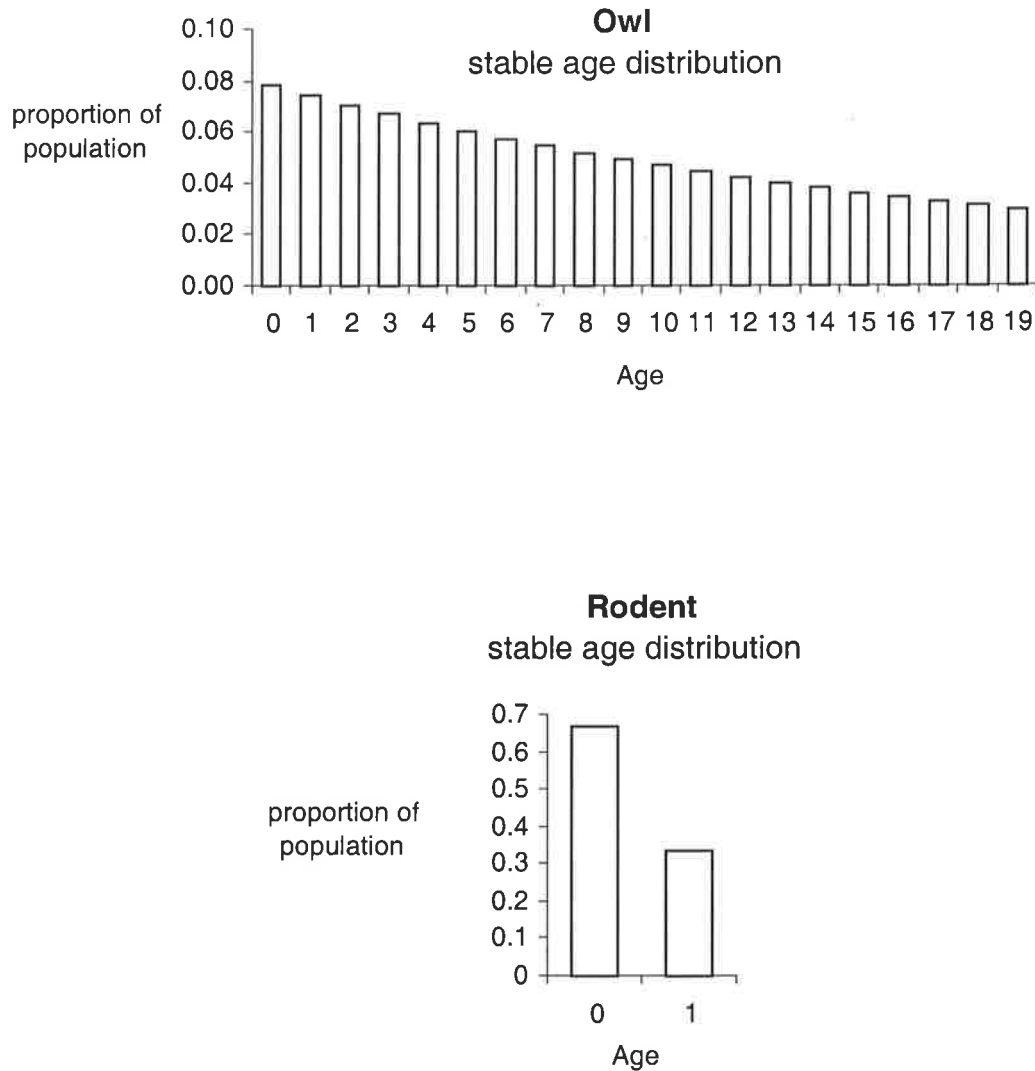 Owl
stable age distribution
proportion of
population
0.10
0.08
0.06
0.04
0.02
0.00
0 1 2 3 4 5 6 7 8 9 10 11 12 13 14 15 16 17 18 19
Age
Rodent
stable age distribution
proportion of
population
0.7
0.6
0.5
0.4
0.3
0.2
0.1
0
0 1
Age